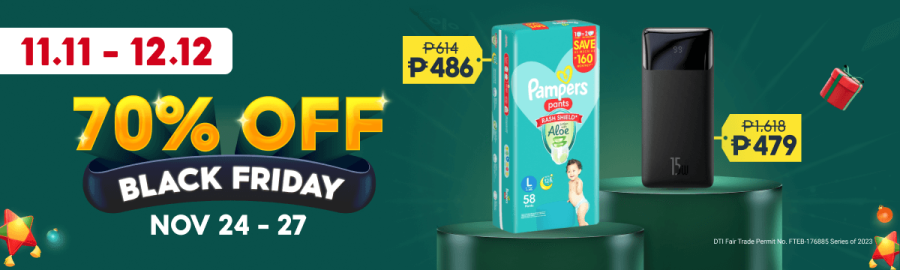 11.11 - 12.12
70% OFF
BLACK FRIDAY
NOV 24 - 27
₱614
₱486
SAVE
₱160
Pampers
pants
RASH SHIELD
Aloe
L
58
₱1,618
₱479
DTI Fair Trade Permit No. FTEB-176885 Series of 2023